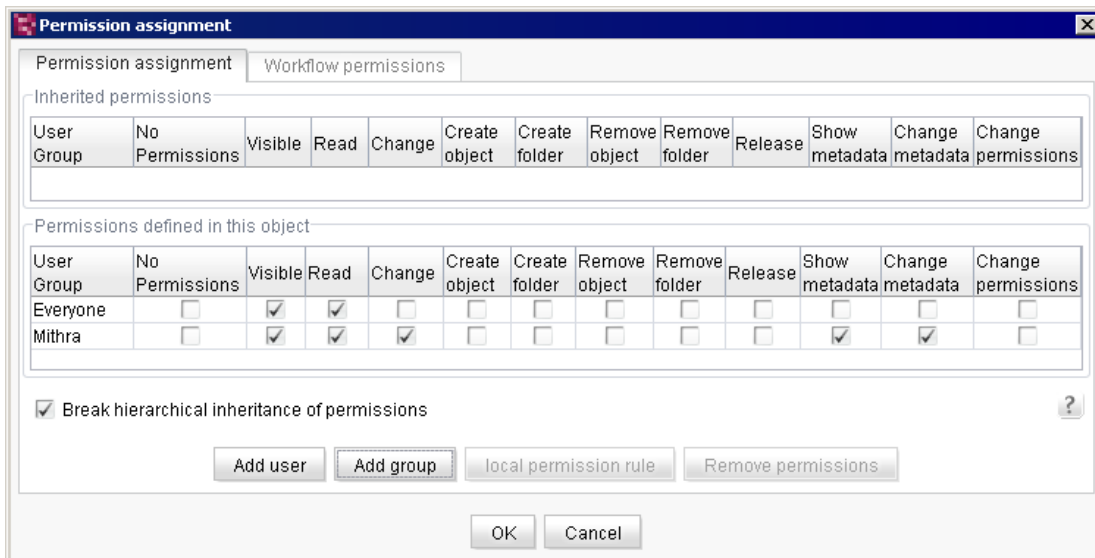 Permission assignment
Permission assignment Workflow permissions
Inherited permissions
User Group No Permissions Visible Read Change Create object Create folder Remove object Remove folder Release Show metadata Change metadata Change permissions
Permissions defined in this object
User Group No Permissions Visible Read Change Create object Create folder Remove object Remove folder Release Show metadata Change metadata Change permissions
Everyone
Mithra
Break hierarchical inheritance of permissions ?
Add user Add group local permission rule Remove permissions
OK Cancel